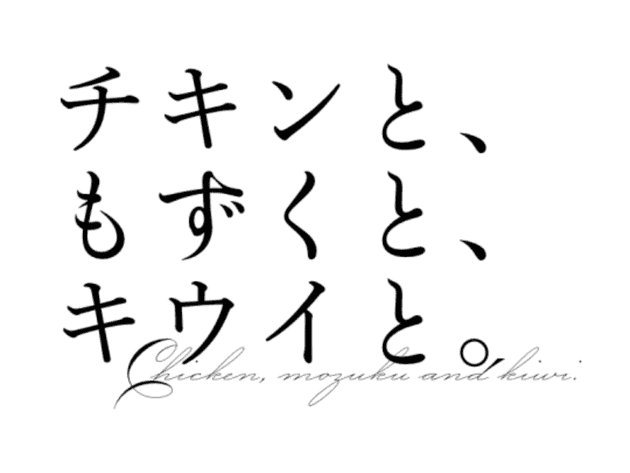 チキンと、
もずくと、
キウイと。
Chicken, mozuku and kiwi.